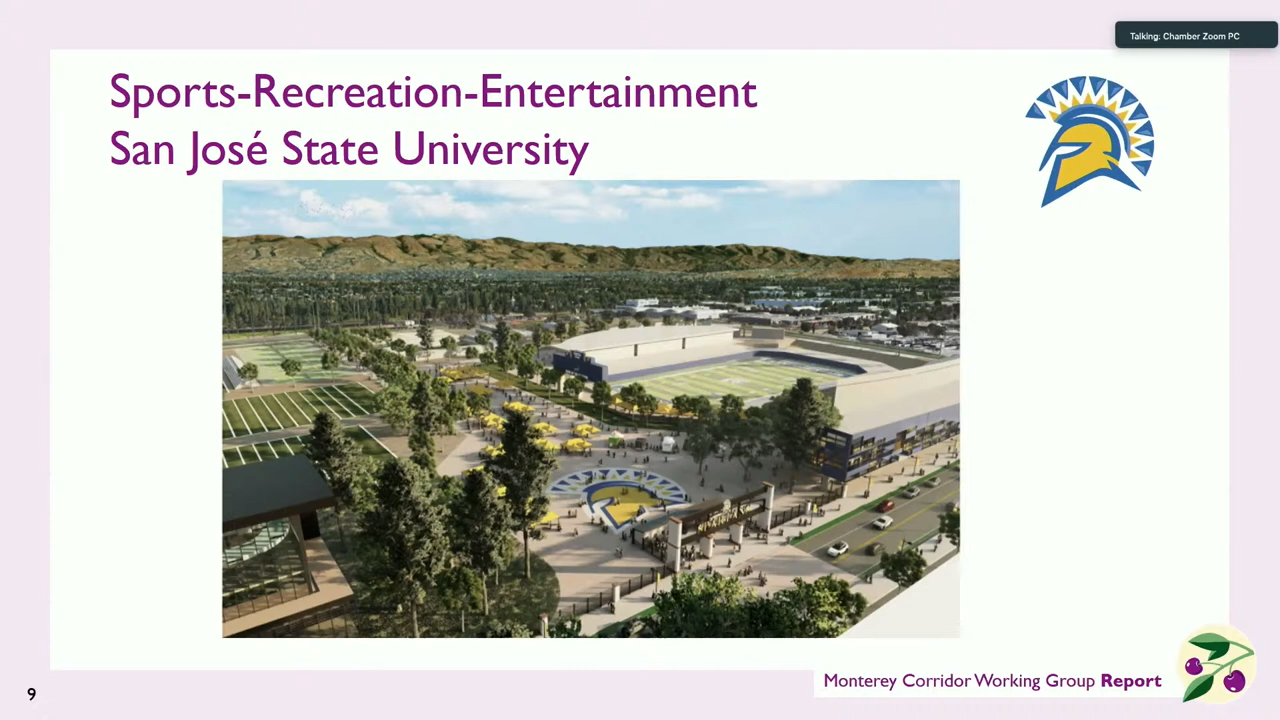 Talking: Chamber Zoom PC
Sports-Recreation-Entertainment
San José State University
Monterey Corridor Working Group Report
9